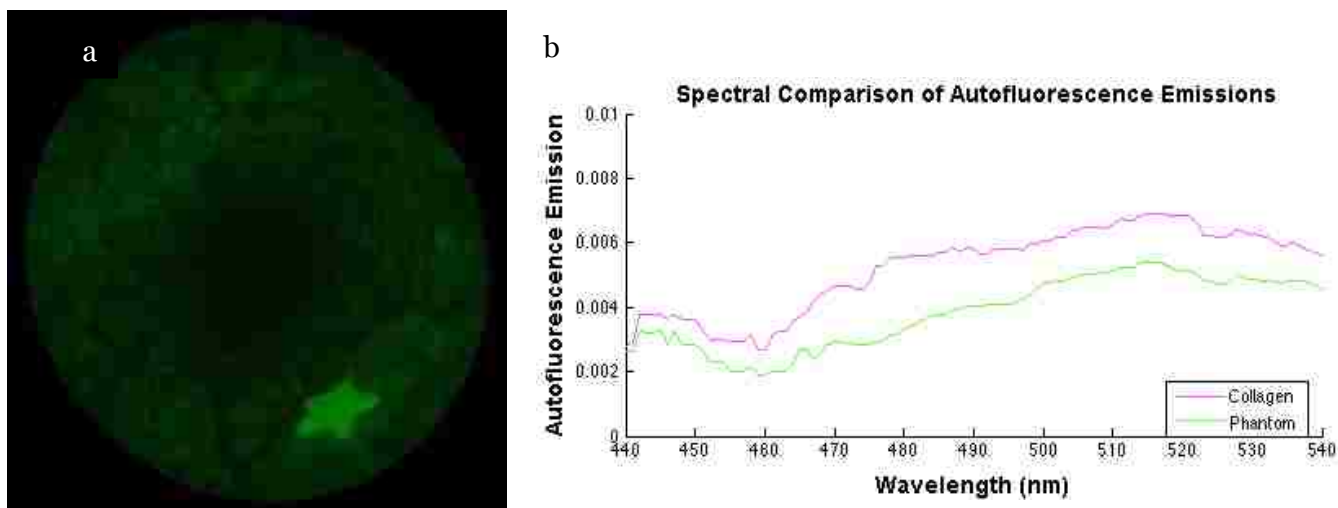 a
b
Spectral Comparison of Autofluorescence Emissions
Autofluorescence Emission
0.01
0.008
0.006
0.004
0.002
0
440 450 460 470 480 490 500 510 520 530 540
Wavelength (nm)
Collagen
Phantom